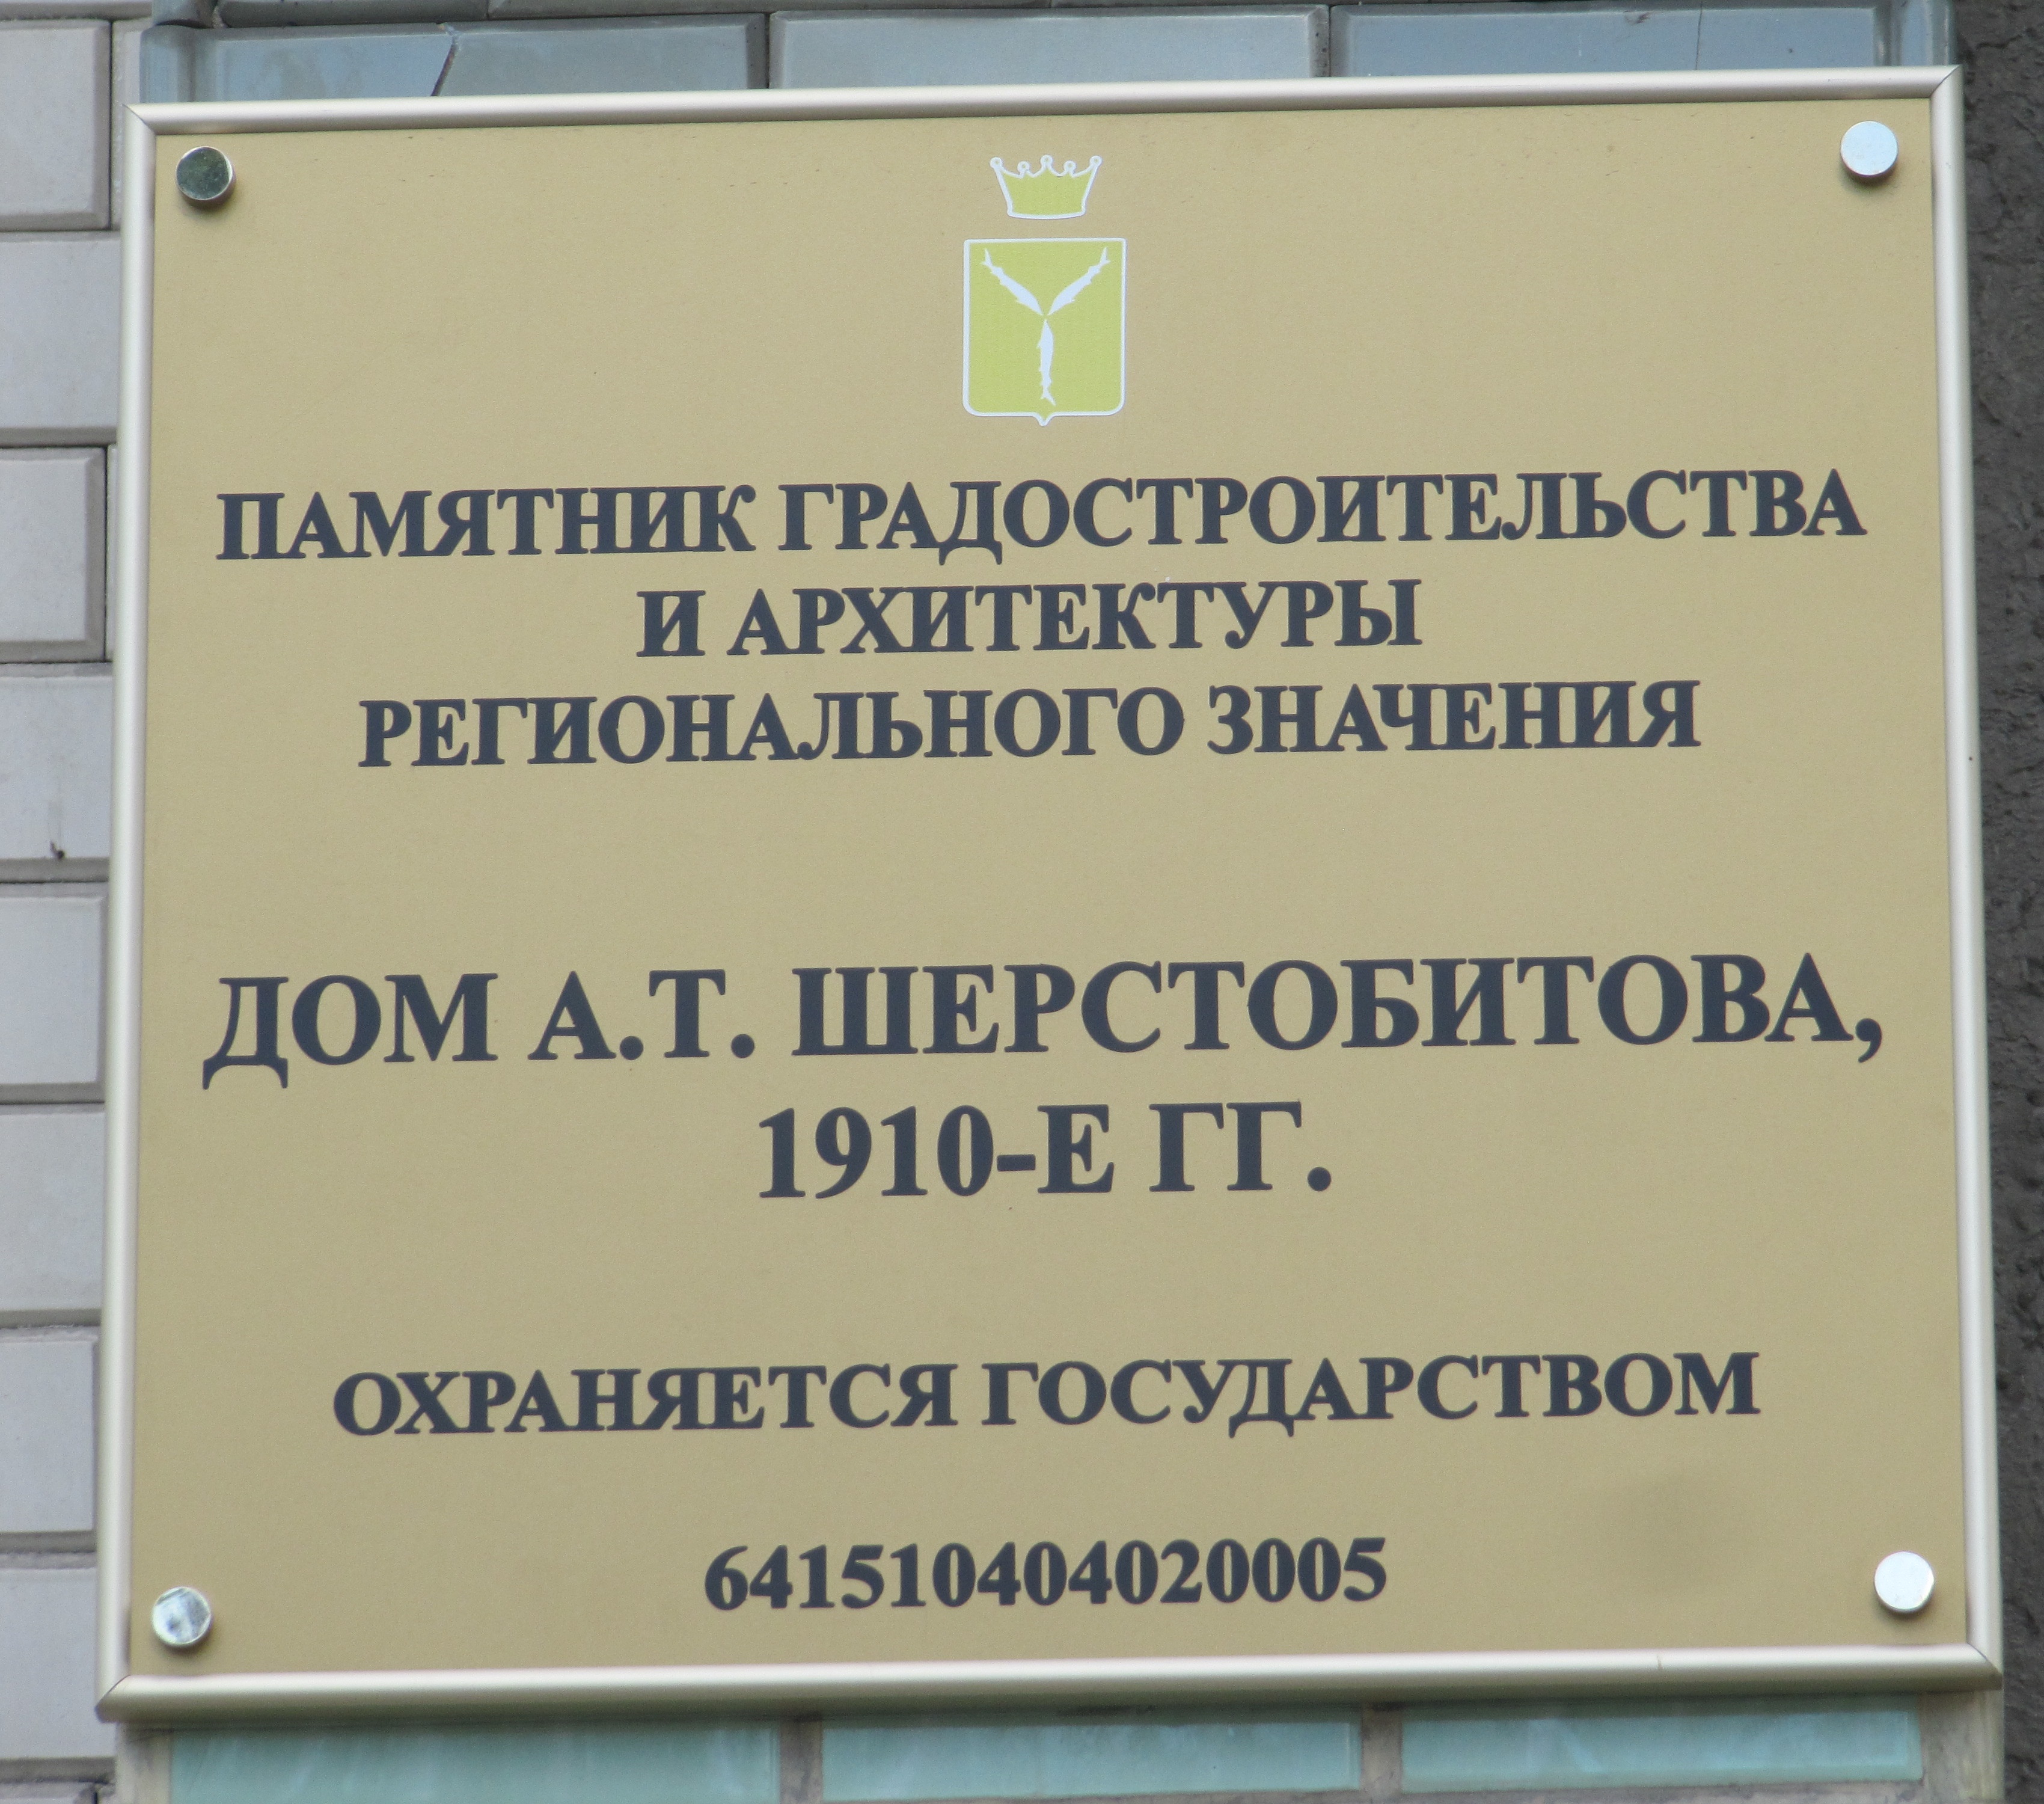 ПАМЯТНИК ГРАДОСТРОИТЕЛЬСТВА
И АРХИТЕКТУРЫ
РЕГИОНАЛЬНОГО ЗНАЧЕНИЯ
ДОМ А.Т. ШЕРСТОБИТОВА,
1910-Е ГГ.
ОХРАНЯЕТСЯ ГОСУДАРСТВОМ
641510404020005